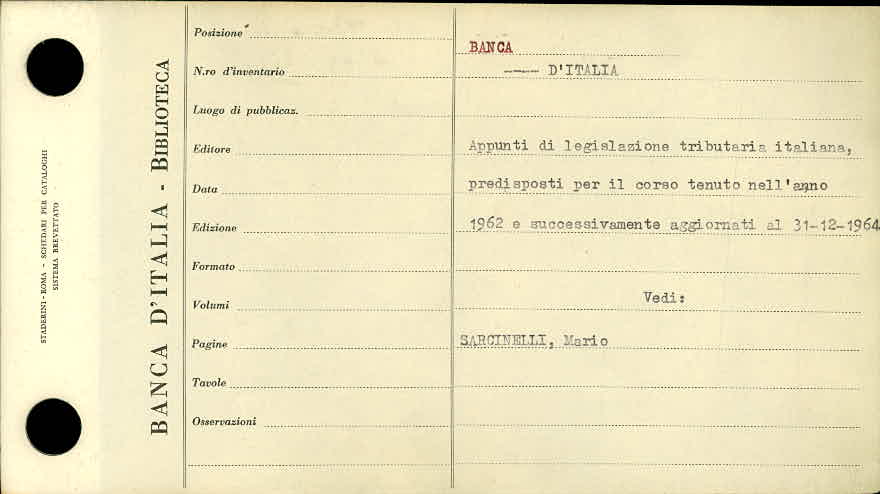 STADERINI-ROMA - SCHEDARI PER CATALOGHI
SISTEMA BREVETTATO
BANCA D'ITALIA - BIBLIOTECA
Posizione
N.ro d'inventario
Luogo di pubblicaz.
Editore
Data
Edizione
Formato
Volumi
Pagine
Tavole
Osservazioni
BANCA
---- D'ITALIA
Appunti di legislazione tributaria italiana,
predisposti per il corso tenuto nell'anno
1962 e successivamente aggiornati al 31-12-1964
Vedi:
SARCINELLI, Mario